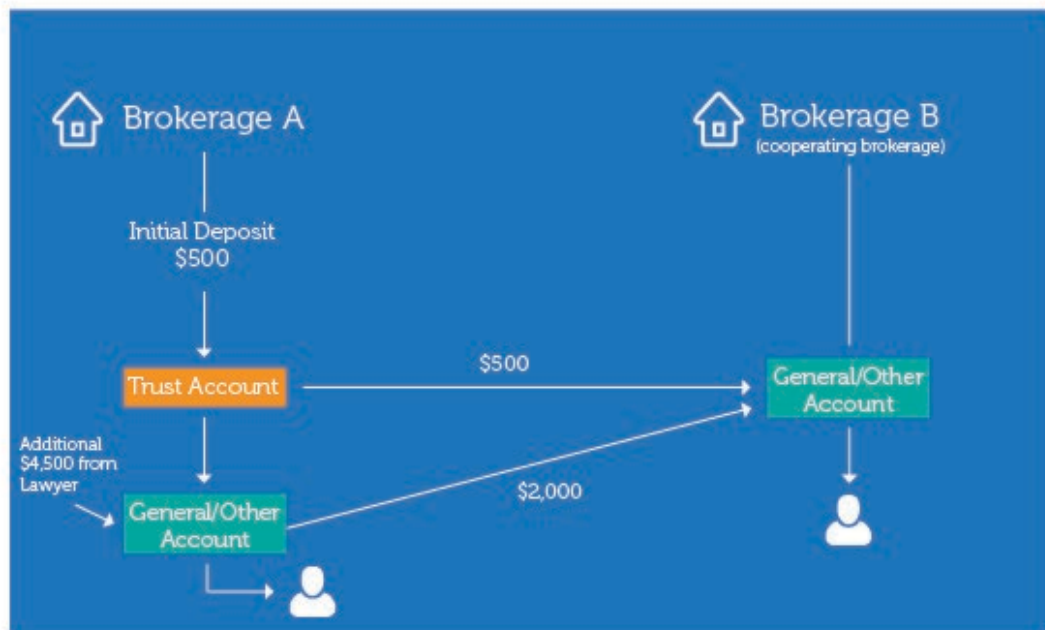 Brokerage A
Brokerage B
(cooperating brokerage)
Initial Deposit
$500
Trust Account
$500
General/Other
Account
Additional
$4,500 from
Lawyer
General/Other
Account
$2,000